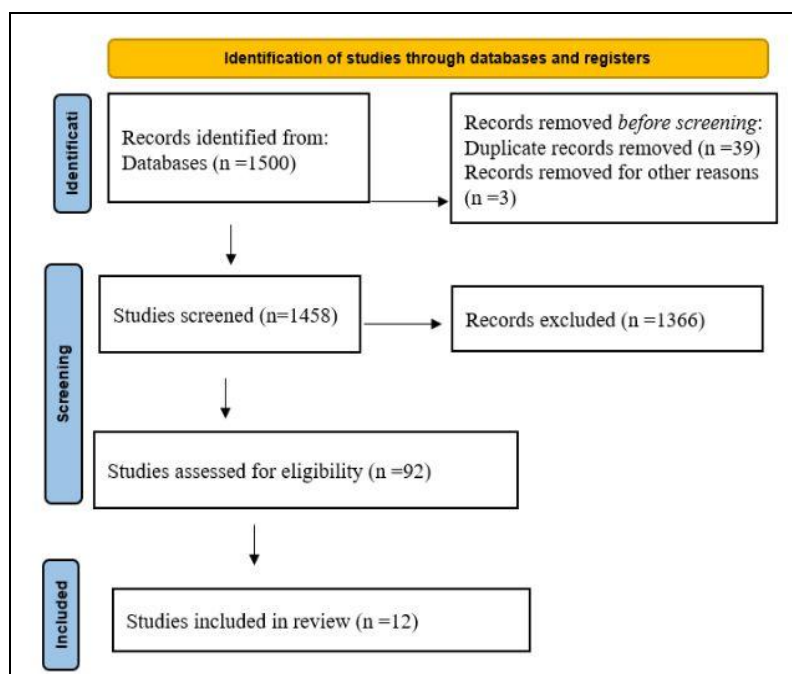 Identification of studies through databases and registers
Identificati
Records identified from:
Databases (n =1500)
Records removed before screening:
Duplicate records removed (n =39)
Records removed for other reasons
(n =3)
Screening
Studies screened (n=1458)
Records excluded (n =1366)
Studies assessed for eligibility (n =92)
Included
Studies included in review (n =12)